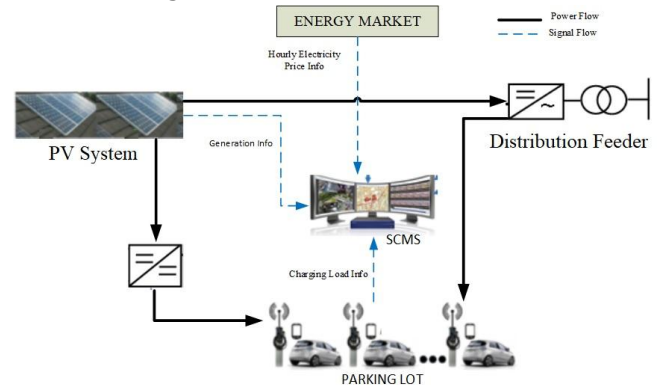 ENERGY MARKET
Power Flow
Signal Flow
Hourly Electricity
Price Info
PV System
Generation Info
Distribution Feeder
SCMS
Charging Load Info
PARKING LOT